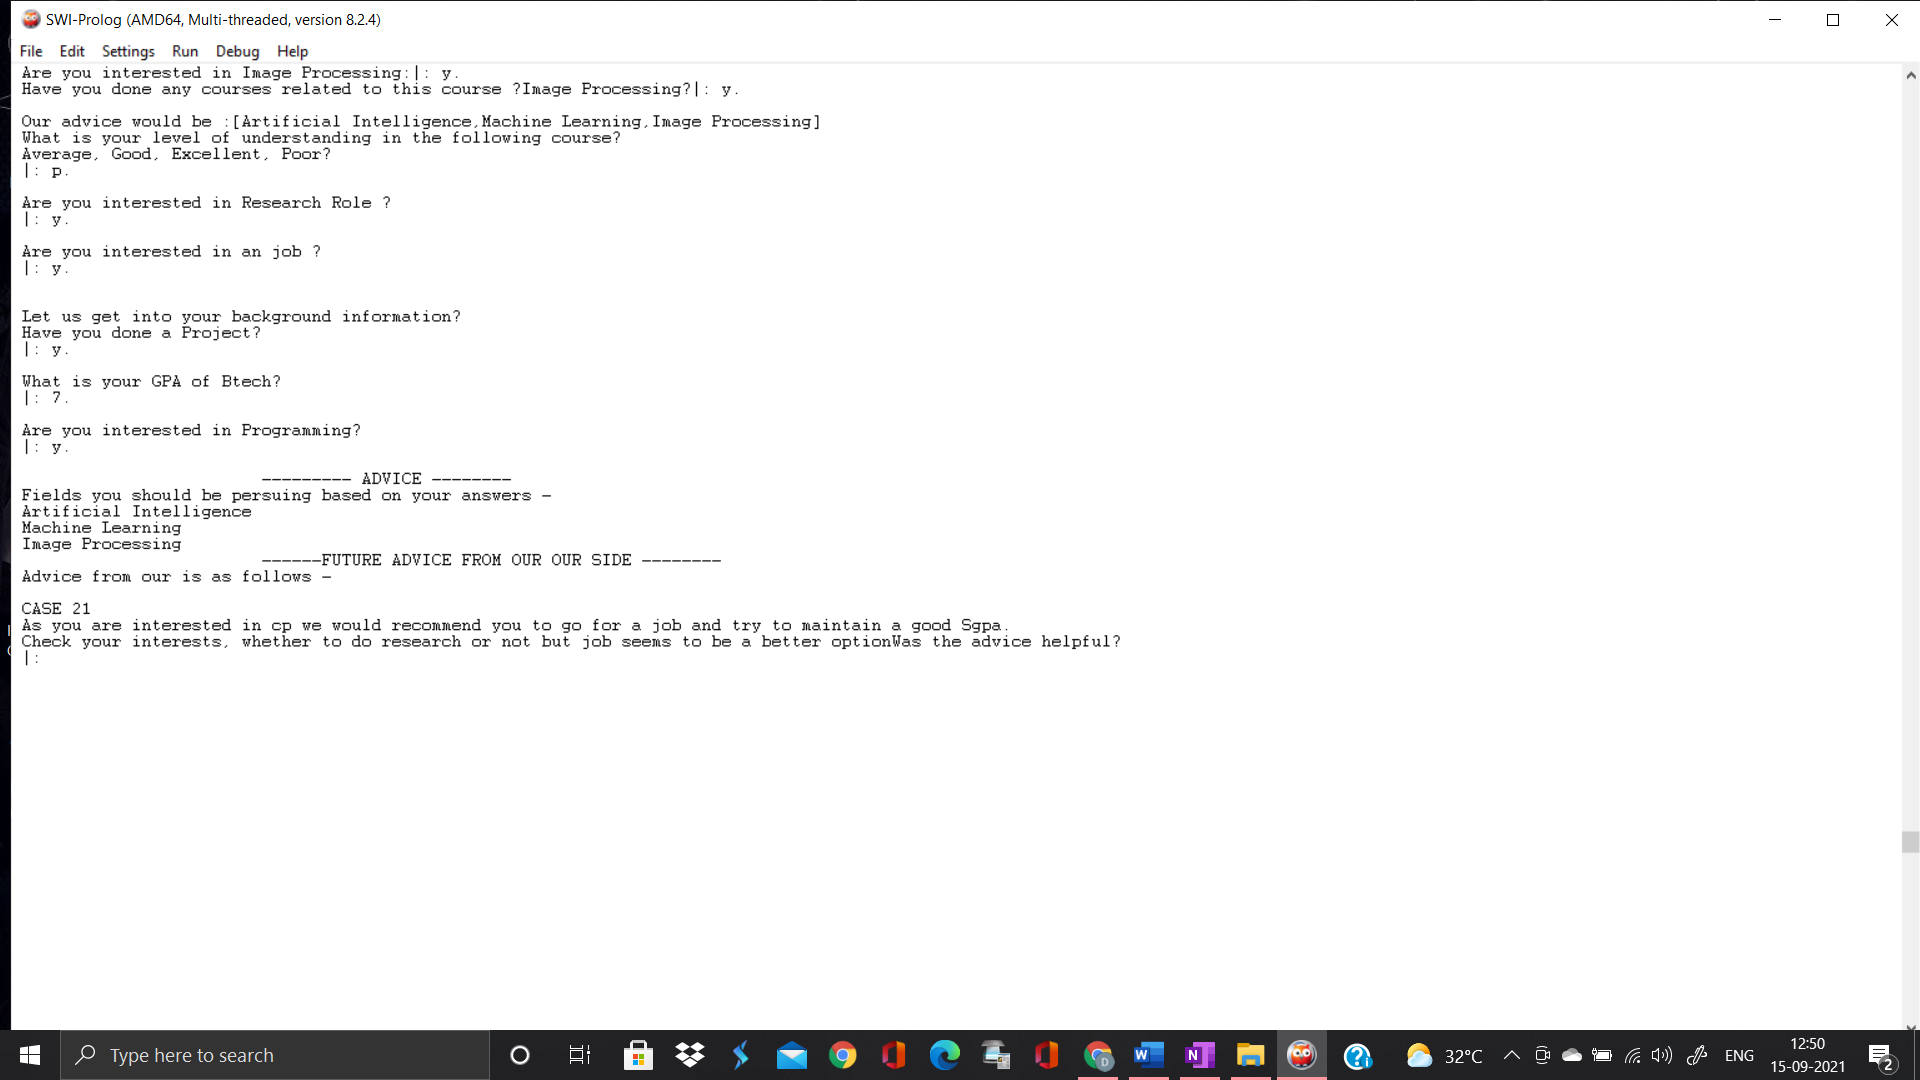 SWI-Prolog (AMD64, Multi-threaded, version 8.2.4)
File Edit Settings Run Debug Help
Are you interested in Image Processing:|: y.
Have you done any courses related to this course ?Image Processing?|: y.
Our advice would be :[Artificial Intelligence,Machine Learning,Image Processing]
What is your level of understanding in the following course?
Average, Good, Excellent, Poor?
|: p.
Are you interested in Research Role ?
|: y.
Are you interested in an job ?
|: y.
Let us get into your background information?
Have you done a Project?
|: y.
What is your GPA of Btech?
|: 7.
Are you interested in Programming?
|: y.
--------- ADVICE --------
Fields you should be persuing based on your answers -
Artificial Intelligence
Machine Learning
Image Processing
------FUTURE ADVICE FROM OUR OUR SIDE --------
Advice from our is as follows -
CASE 21
As you are interested in cp we would recommend you to go for a job and try to maintain a good Sgpa.
Check your interests, whether to do research or not but job seems to be a better optionWas the advice helpful?
|:
Type here to search
32°C
ENG
12:50
15-09-2021
2